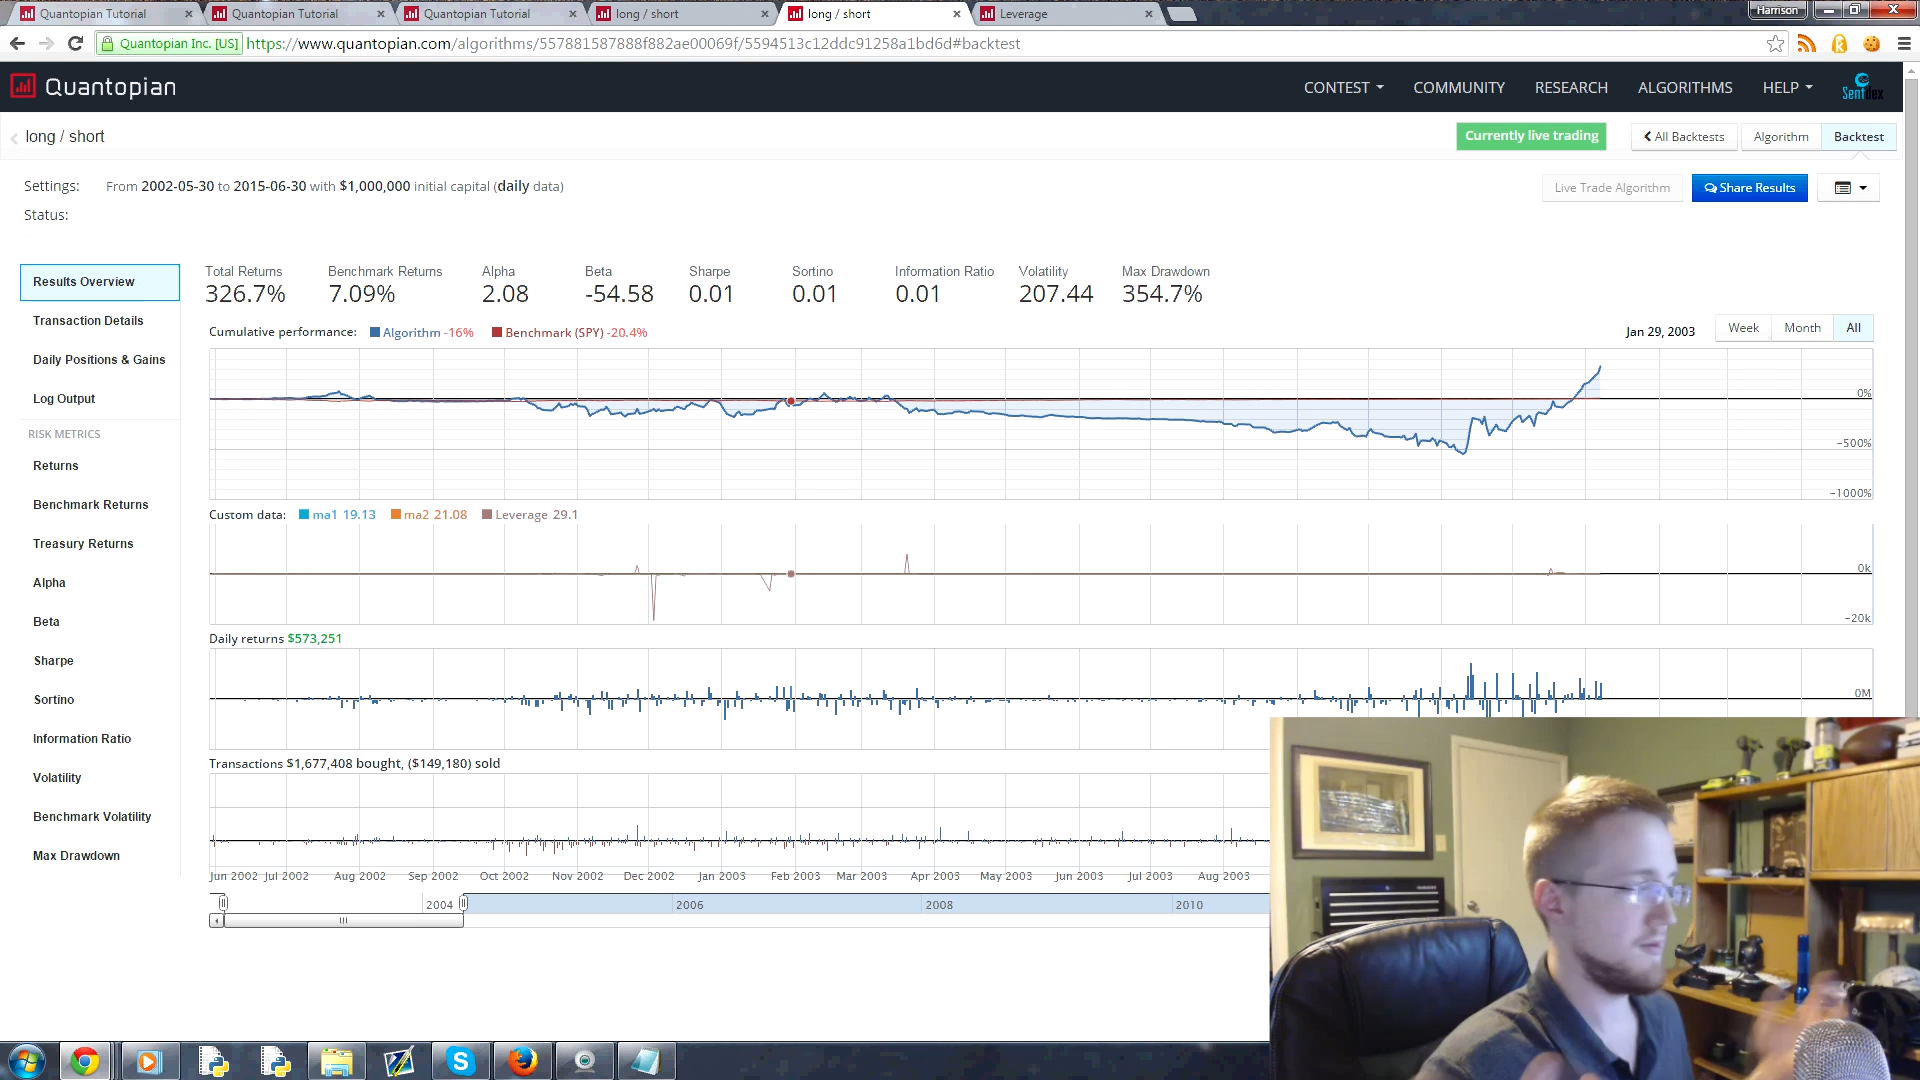 Quantopian Tutorial
Quantopian Tutorial
Quantopian Tutorial
long / short
long / short
Leverage
Harrison
Quantopian Inc. [US] https://www.quantopian.com/algorithms/557881587888f882ae00069f/5594513c12ddc91258a1bd6d#backtest
Quantopian
CONTEST
COMMUNITY
RESEARCH
ALGORITHMS
HELP
Sentdex
long / short
Currently live trading
All Backtests
Algorithm
Backtest
Settings: From 2002-05-30 to 2015-06-30 with $1,000,000 initial capital (daily data)
Live Trade Algorithm
Share Results
Status:
Results Overview
Transaction Details
Daily Positions & Gains
Log Output
RISK METRICS
Returns
Benchmark Returns
Treasury Returns
Alpha
Beta
Sharpe
Sortino
Information Ratio
Volatility
Benchmark Volatility
Max Drawdown
Total Returns
326.7%
Benchmark Returns
7.09%
Alpha
2.08
Beta
-54.58
Sharpe
0.01
Sortino
0.01
Information Ratio
0.01
Volatility
207.44
Max Drawdown
354.7%
Cumulative performance: Algorithm -16% Benchmark (SPY) -20.4%
Jan 29, 2003
Week
Month
All
0%
-500%
-1000%
Custom data: ma1 19.13 ma2 21.08 Leverage 29.1
0k
-20k
Daily returns $573,251
0M
Transactions $1,677,408 bought, ($149,180) sold
Jun 2002 Jul 2002 Aug 2002 Sep 2002 Oct 2002 Nov 2002 Dec 2002 Jan 2003 Feb 2003 Mar 2003 Apr 2003 May 2003 Jun 2003 Jul 2003 Aug 2003
2004 2006 2008 2010